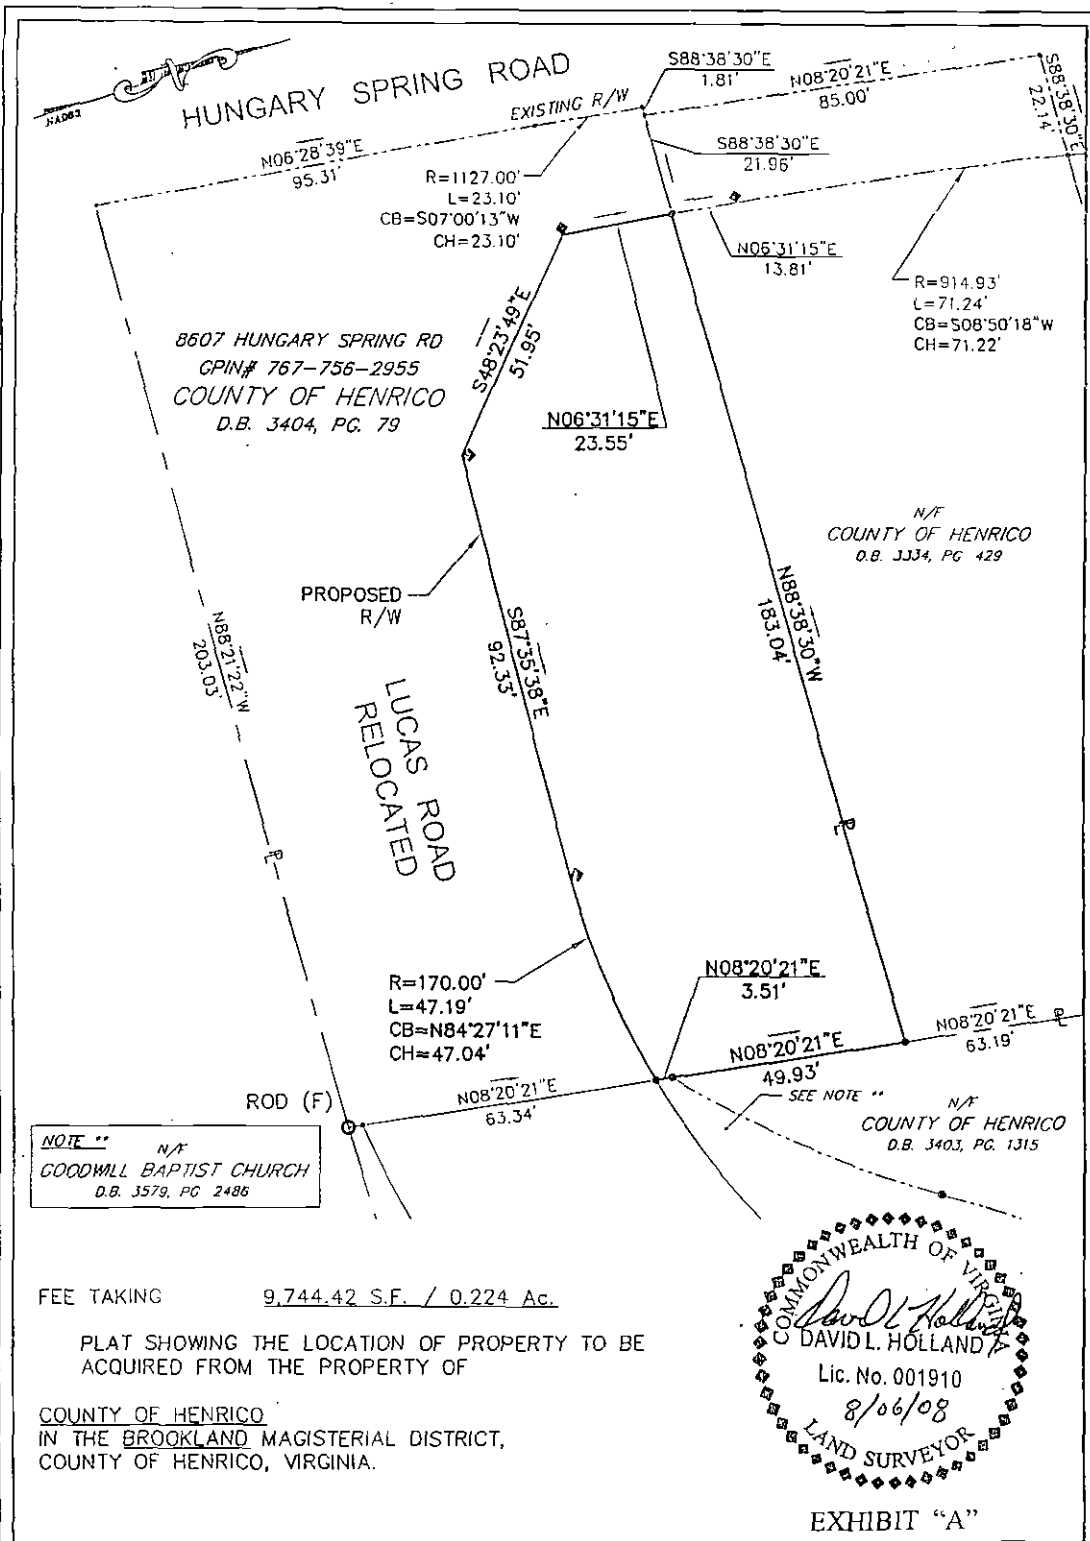 NAD83
HUNGARY SPRING ROAD
EXISTING R/W
S88°38'30"E
1.81'
N08°20'21"E
85.00'
S88°38'30"E
22.14'
N06°28'39"E
95.31'
R=1127.00'
L=23.10'
CB=S07°00'13"W
CH=23.10'
S88°38'30"E
21.96'
N06°31'15"E
13.81'
R=914.93'
L=71.24'
CB=S08°50'18"W
CH=71.22'
8607 HUNGARY SPRING RD
GPIN# 767-756-2955
COUNTY OF HENRICO
D.B. 3404, PG. 79
S48°23'49"E
51.95'
N06°31'15"E
23.55'
N/F
COUNTY OF HENRICO
D.B. 3334, PG 429
PROPOSED
R/W
N88°21'22"W
203.03'
S87°35'38"E
92.33'
N88°38'30"W
183.04'
LUCAS ROAD
RELOCATED
PL
PL
R=170.00'
L=47.19'
CB=N84°27'11"E
CH=47.04'
N08°20'21"E
3.51'
N08°20'21"E
49.93'
N08°20'21"E
63.19'
PL
ROD (F)
N08°20'21"E
63.34'
SEE NOTE **
N/F
COUNTY OF HENRICO
D.B. 3403, PG. 1315
NOTE **
N/F
GOODWILL BAPTIST CHURCH
D.B. 3579, PG 2486
FEE TAKING 9,744.42 S.F. / 0.224 Ac.
PLAT SHOWING THE LOCATION OF PROPERTY TO BE
ACQUIRED FROM THE PROPERTY OF
COUNTY OF HENRICO
IN THE BROOKLAND MAGISTERIAL DISTRICT,
COUNTY OF HENRICO, VIRGINIA.
COMMONWEALTH OF VIRGINIA
David L Holland
DAVID L. HOLLAND
Lic. No. 001910
8/06/08
LAND SURVEYOR
EXHIBIT "A"